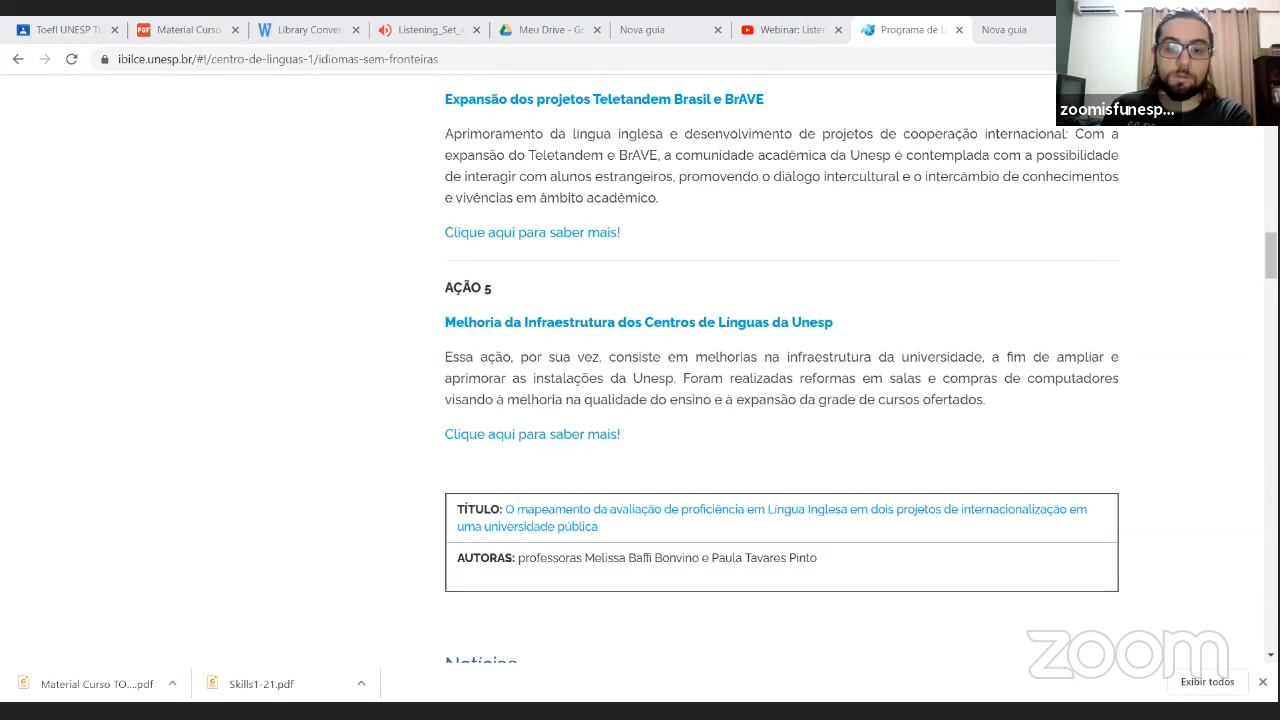 Toefl UNESP Tu
Material Curso
Library Conver
Listening_Set_
Meu Drive - Go
Nova guia
Webinar: Lister
Programa de
Nova guia
ibilce.unesp.br/#!/centro-de-linguas-1/idiomas-sem-fronteiras
zoomisfunesp...
Expansão dos projetos Teletandem Brasil e BrAVE
Aprimoramento da língua inglesa e desenvolvimento de projetos de cooperação internacional: Com a
expansão do Teletandem e BrAVE, a comunidade acadêmica da Unesp é contemplada com a possibilidade
de interagir com alunos estrangeiros, promovendo o diálogo intercultural e o intercâmbio de conhecimentos
e vivências em âmbito acadêmico.
Clique aqui para saber mais!
AÇÃO 5
Melhoria da Infraestrutura dos Centros de Línguas da Unesp
Essa ação, por sua vez, consiste em melhorias na infraestrutura da universidade, a fim de ampliar e
aprimorar as instalações da Unesp. Foram realizadas reformas em salas e compras de computadores
visando à melhoria na qualidade do ensino e à expansão da grade de cursos ofertados.
Clique aqui para saber mais!
TÍTULO: O mapeamento da avaliação de proficiência em Língua Inglesa em dois projetos de internacionalização em
uma universidade pública
AUTORAS: professoras Melissa Baffi Bonvino e Paula Tavares Pinto
Notícias
zoom
Material Curso TO....pdf
Skills1-21.pdf
Exibir todos